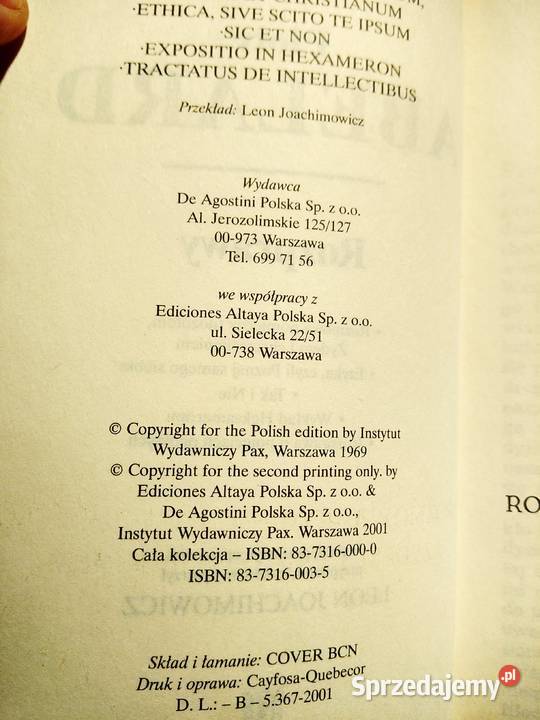 CHRISTIANUM
·ETHICA, SIVE SCITO TE IPSUM
·SIC ET NON
·EXPOSITIO IN HEXAMERON
·TRACTATUS DE INTELLECTIBUS
Przekład: Leon Joachimowicz
Wydawca
De Agostini Polska Sp. z o.o.
Al. Jerozolimskie 125/127
00-973 Warszawa
Tel. 699 71 56
we współpracy z
Ediciones Altaya Polska Sp. z o.o.
ul. Sielecka 22/51
00-738 Warszawa
© Copyright for the Polish edition by Instytut
Wydawniczy Pax, Warszawa 1969
© Copyright for the second printing only. by
Ediciones Altaya Polska Sp. z o.o. &
De Agostini Polska Sp. z o.o.,
Instytut Wydawniczy Pax. Warszawa 2001
Cała kolekcja – ISBN: 83-7316-000-0
ISBN: 83-7316-003-5
RO
Skład i łamanie: COVER BCN
Druk i oprawa: Cayfosa-Quebecor
D. L.: – B – 5.367-2001
Sprzedajemy.pl